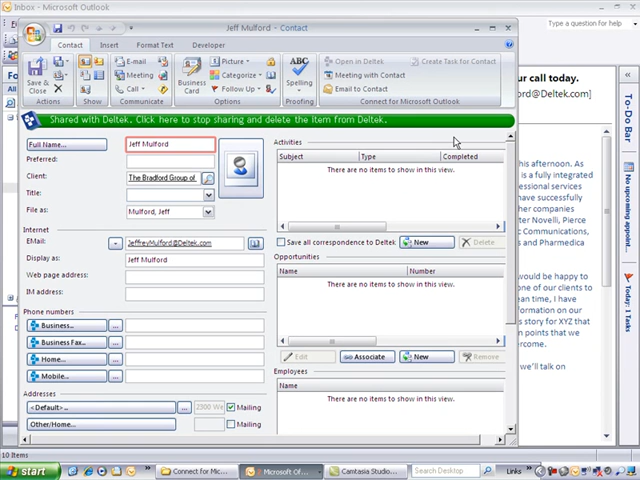 Inbox - Microsoft Outlook
Jeff Mulford - Contact
Type a question for help
Contact
Insert
Format Text
Developer
Save & Close
E-mail
Meeting
Call
Business Card
Picture
Categorize
Follow Up
ABC
Spelling
Open in Deltek
Create Task for Contact
Meeting with Contact
Email to Contact
Actions
Show
Communicate
Options
Proofing
Connect for Microsoft Outlook
ur call today.
ord@Deltek.com]
Shared with Deltek. Click here to stop sharing and delete the item from Deltek.
Full Name...
Jeff Mulford
Preferred:
Client:
The Bradford Group of
Title:
File as:
Mulford, Jeff
Internet
EMail:
JeffreyMulford@Deltek.com
Display as:
Jeff Mulford
Web page address:
IM address:
Phone numbers
Business..
...
Business Fax..
...
Home..
...
Mobile..
...
Addresses
<Default>..
...
2300 We
Mailing
Other/Home...
Mailing
Activities
Subject
Type
Completed
There are no items to show in this view.
Save all correspondence to Deltek
New
Delete
Opportunities
Name
Number
There are no items to show in this view.
Edit
Associate
New
Remove
Employees
Name
There are no items to show in this view.
his afternoon. As
is a fully integrated
ofessional services
have successfully
ther companies
ter Novelli, Pierce
c Communications,
and Pharmedica
would be happy to
one of our clients to
ean time, I have
formation on our
s story for XYZ that
n points that we
ercome.
we'll talk on
To-Do Bar
No upcoming appoint...
Today: 1 Tasks
10 Items
start
Connect for Mic...
Microsoft Of...
Camtasia Studio...
Search Desktop
Links